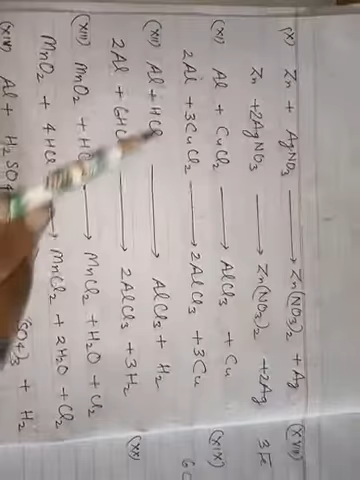 (x) Zn + AgNO3 → Zn(NO3)2 + Ag
Zn + 2AgNO3 → Zn(NO3)2 + 2Ag
(xi) Al + CuCl2 → AlCl3 + Cu
2Al + 3CuCl2 → 2AlCl3 + 3Cu
(xii) Al + HCl → AlCl3 + H2
2Al + 6HCl → 2AlCl3 + 3H2
(xiii) MnO2 + HCl → MnCl2 + H2O + Cl2
MnO2 + 4HCl → MnCl2 + 2H2O + Cl2
(xiv) Al + H2SO4 (SO4)3 + H2
(xviii)
3Fe
(xix)
(xx)